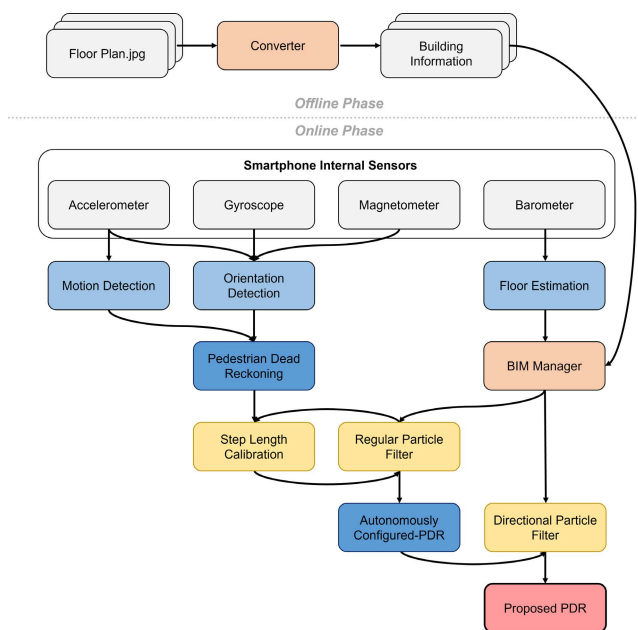 Floor Plan.jpg
Converter
Building
Information
Offline Phase
Online Phase
Smartphone Internal Sensors
Accelerometer
Gyroscope
Magnetometer
Barometer
Motion Detection
Orientation
Detection
Floor Estimation
Pedestrian Dead
Reckoning
BIM Manager
Step Length
Calibration
Regular Particle
Filter
Autonomously
Configured-PDR
Directional Particle
Filter
Proposed PDR